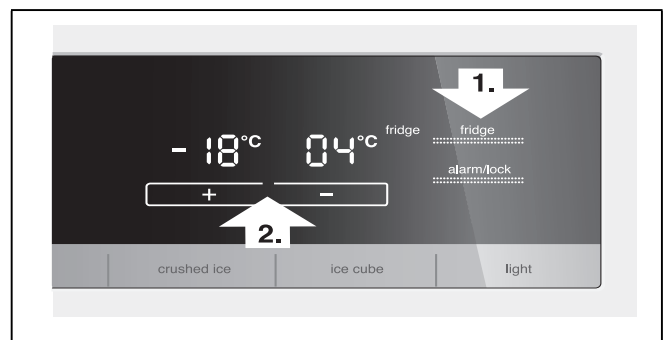 1.
-18°C 04°C fridge fridge
alarm/lock
+ −
2.
crushed ice ice cube light